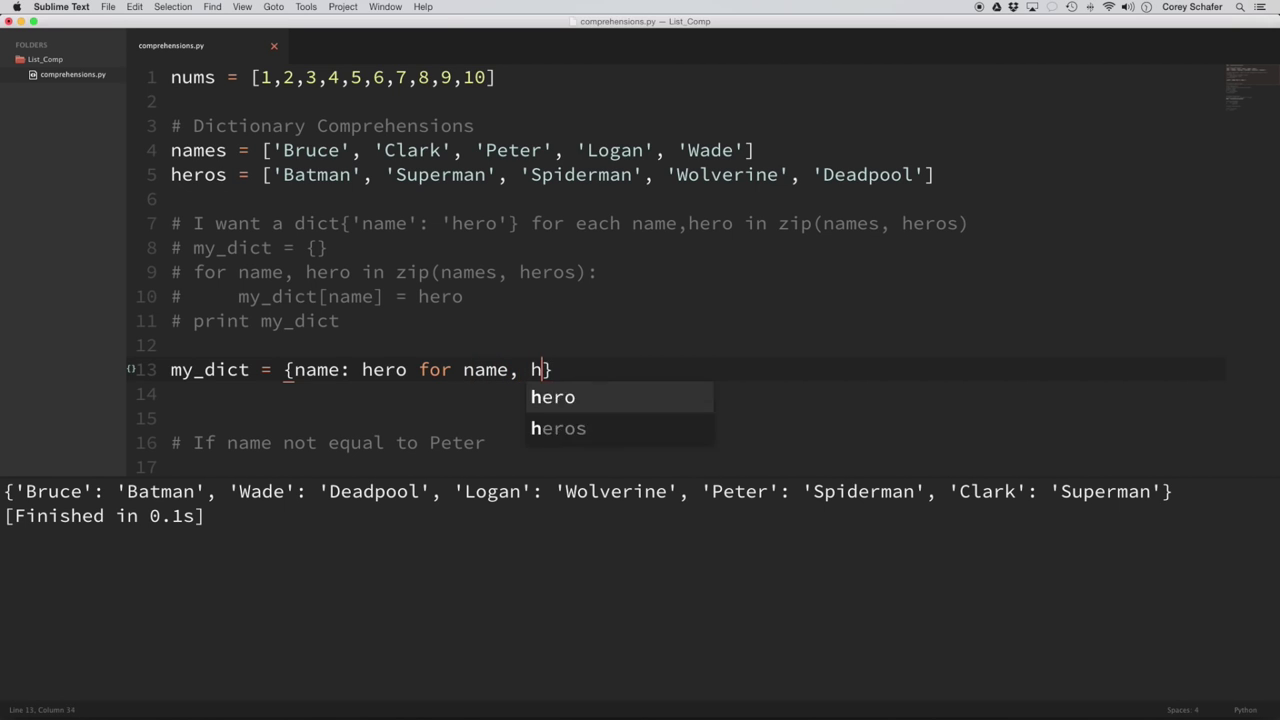 Sublime Text File Edit Selection Find View Goto Tools Project Window Help Corey Schafer
comprehensions.py — List_Comp
FOLDERS
List_Comp
comprehensions.py
comprehensions.py
1 nums = [1,2,3,4,5,6,7,8,9,10]
2
3 # Dictionary Comprehensions
4 names = ['Bruce', 'Clark', 'Peter', 'Logan', 'Wade']
5 heros = ['Batman', 'Superman', 'Spiderman', 'Wolverine', 'Deadpool']
6
7 # I want a dict{'name': 'hero'} for each name,hero in zip(names, heros)
8 # my_dict = {}
9 # for name, hero in zip(names, heros):
10 #     my_dict[name] = hero
11 # print my_dict
12
{}13 my_dict = {name: hero for name, h}
hero
14
heros
15
16 # If name not equal to Peter
17
{'Bruce': 'Batman', 'Wade': 'Deadpool', 'Logan': 'Wolverine', 'Peter': 'Spiderman', 'Clark': 'Superman'}
[Finished in 0.1s]
Line 13, Column 34 Spaces: 4 Python